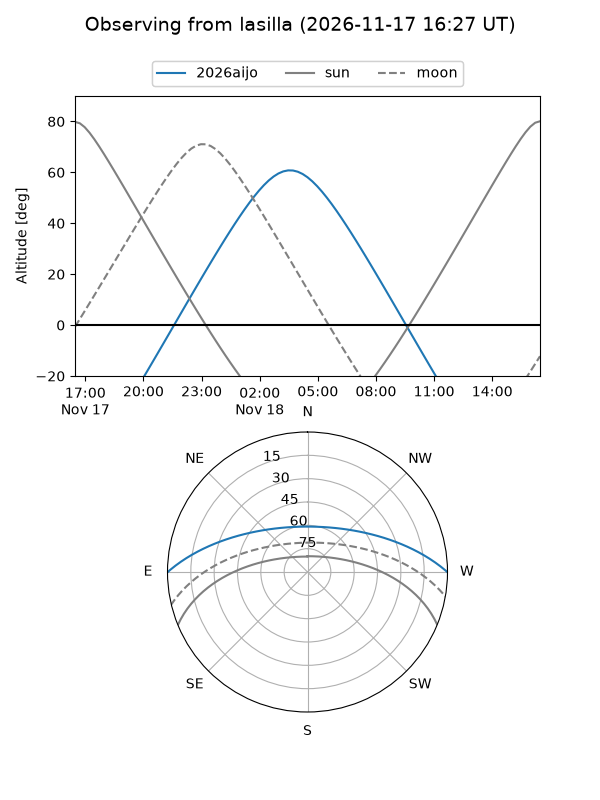 Observing from lasilla (2026-11-17 16:27 UT)
2026aijo sun moon
80
60
40
20
0
−20
Altitude [deg]
17:00 20:00 23:00 02:00 05:00 08:00 11:00 14:00
Nov 17 Nov 18
N
NE NW
15
30
45
60
75
E W
SE SW
S